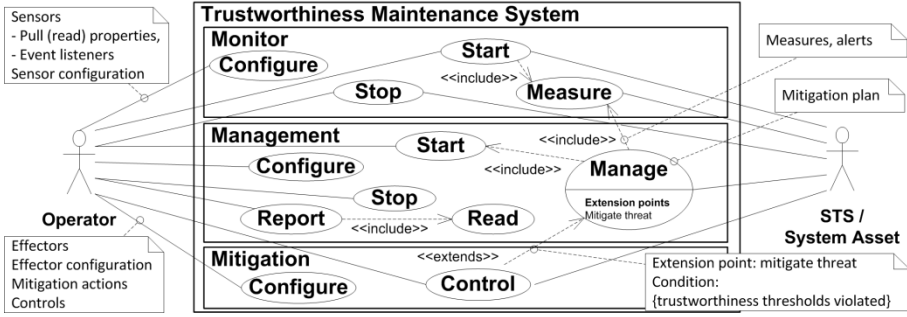 Trustworthiness Maintenance System
Sensors
- Pull (read) properties,
- Event listeners
Sensor configuration
Monitor
Configure
Start
<<include>>
Stop
Measure
Measures, alerts
Mitigation plan
Management
Start
<<include>>
<<include>>
Configure
Manage
Stop
Extension points
Mitigate threat
Report
<<include>>
Read
Operator
STS /
System Asset
Effectors
Effector configuration
Mitigation actions
Controls
Mitigation
Configure
<<extends>>
Control
Extension point: mitigate threat
Condition:
{trustworthiness thresholds violated}